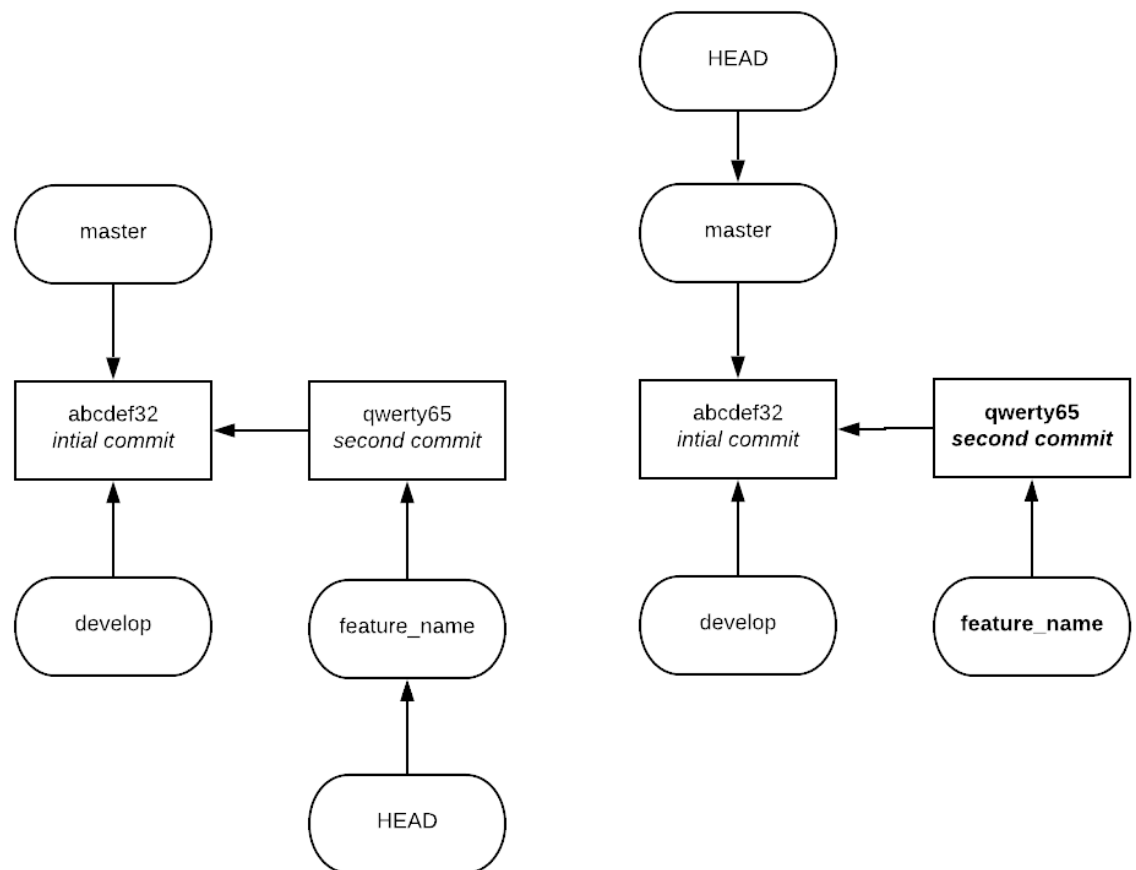 HEAD
master
master
abcdef32
intial commit
qwerty65
second commit
abcdef32
intial commit
qwerty65
second commit
develop
feature_name
develop
feature_name
HEAD